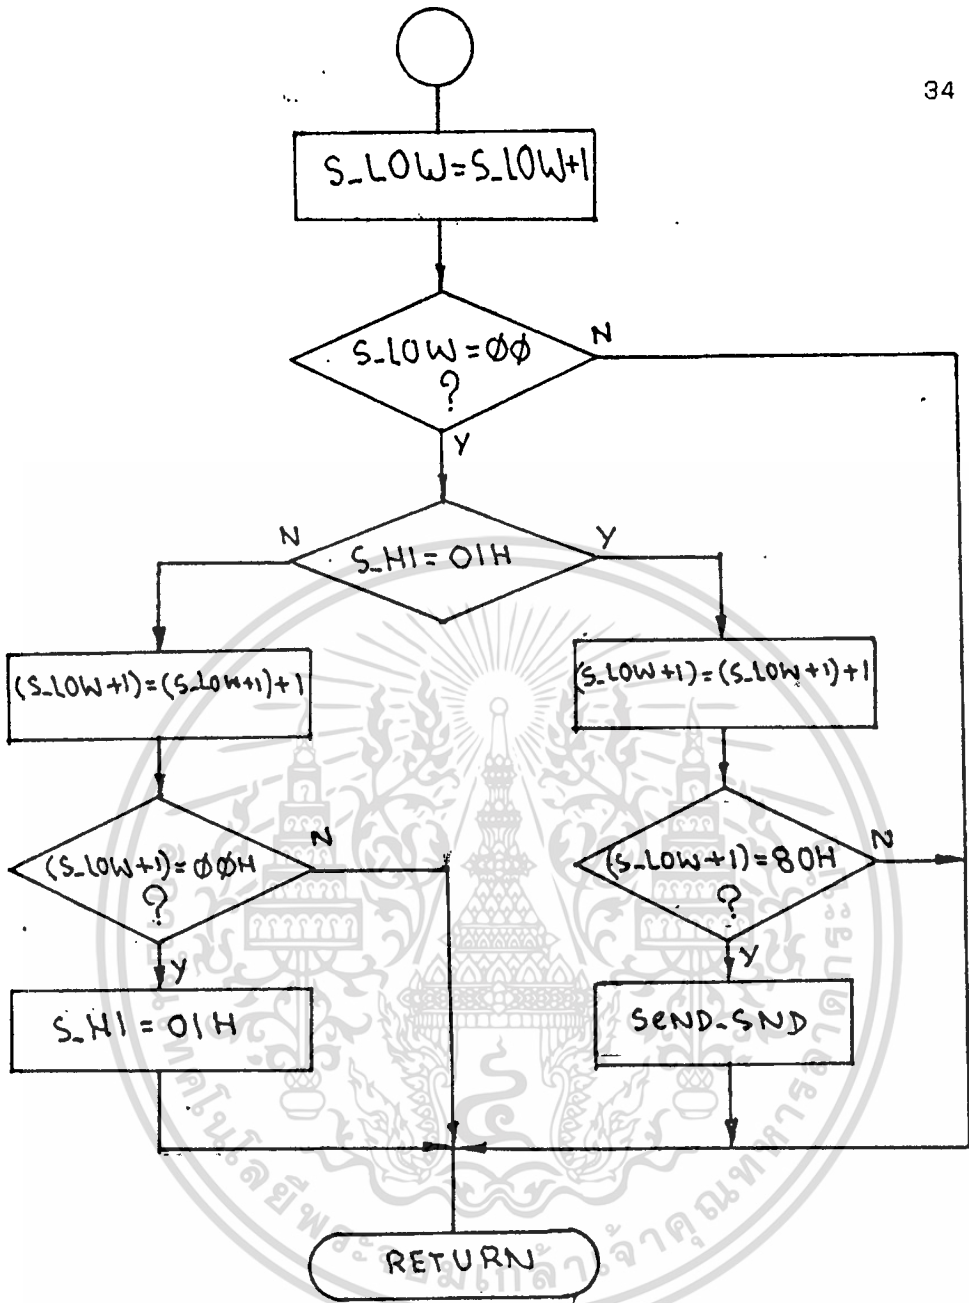 34
S_LOW=S_LOW+1
S_LOW=ØØ
?
N
Y
N
S_HI=01H
Y
(S_LOW+1)=(S_LOW+1)+1
(S_LOW+1)=(S_LOW+1)+1
(S_LOW+1)=ØØH
?
N
(S_LOW+1)=80H
?
N
Y
Y
S_HI=01H
SeND_SND
RETURN